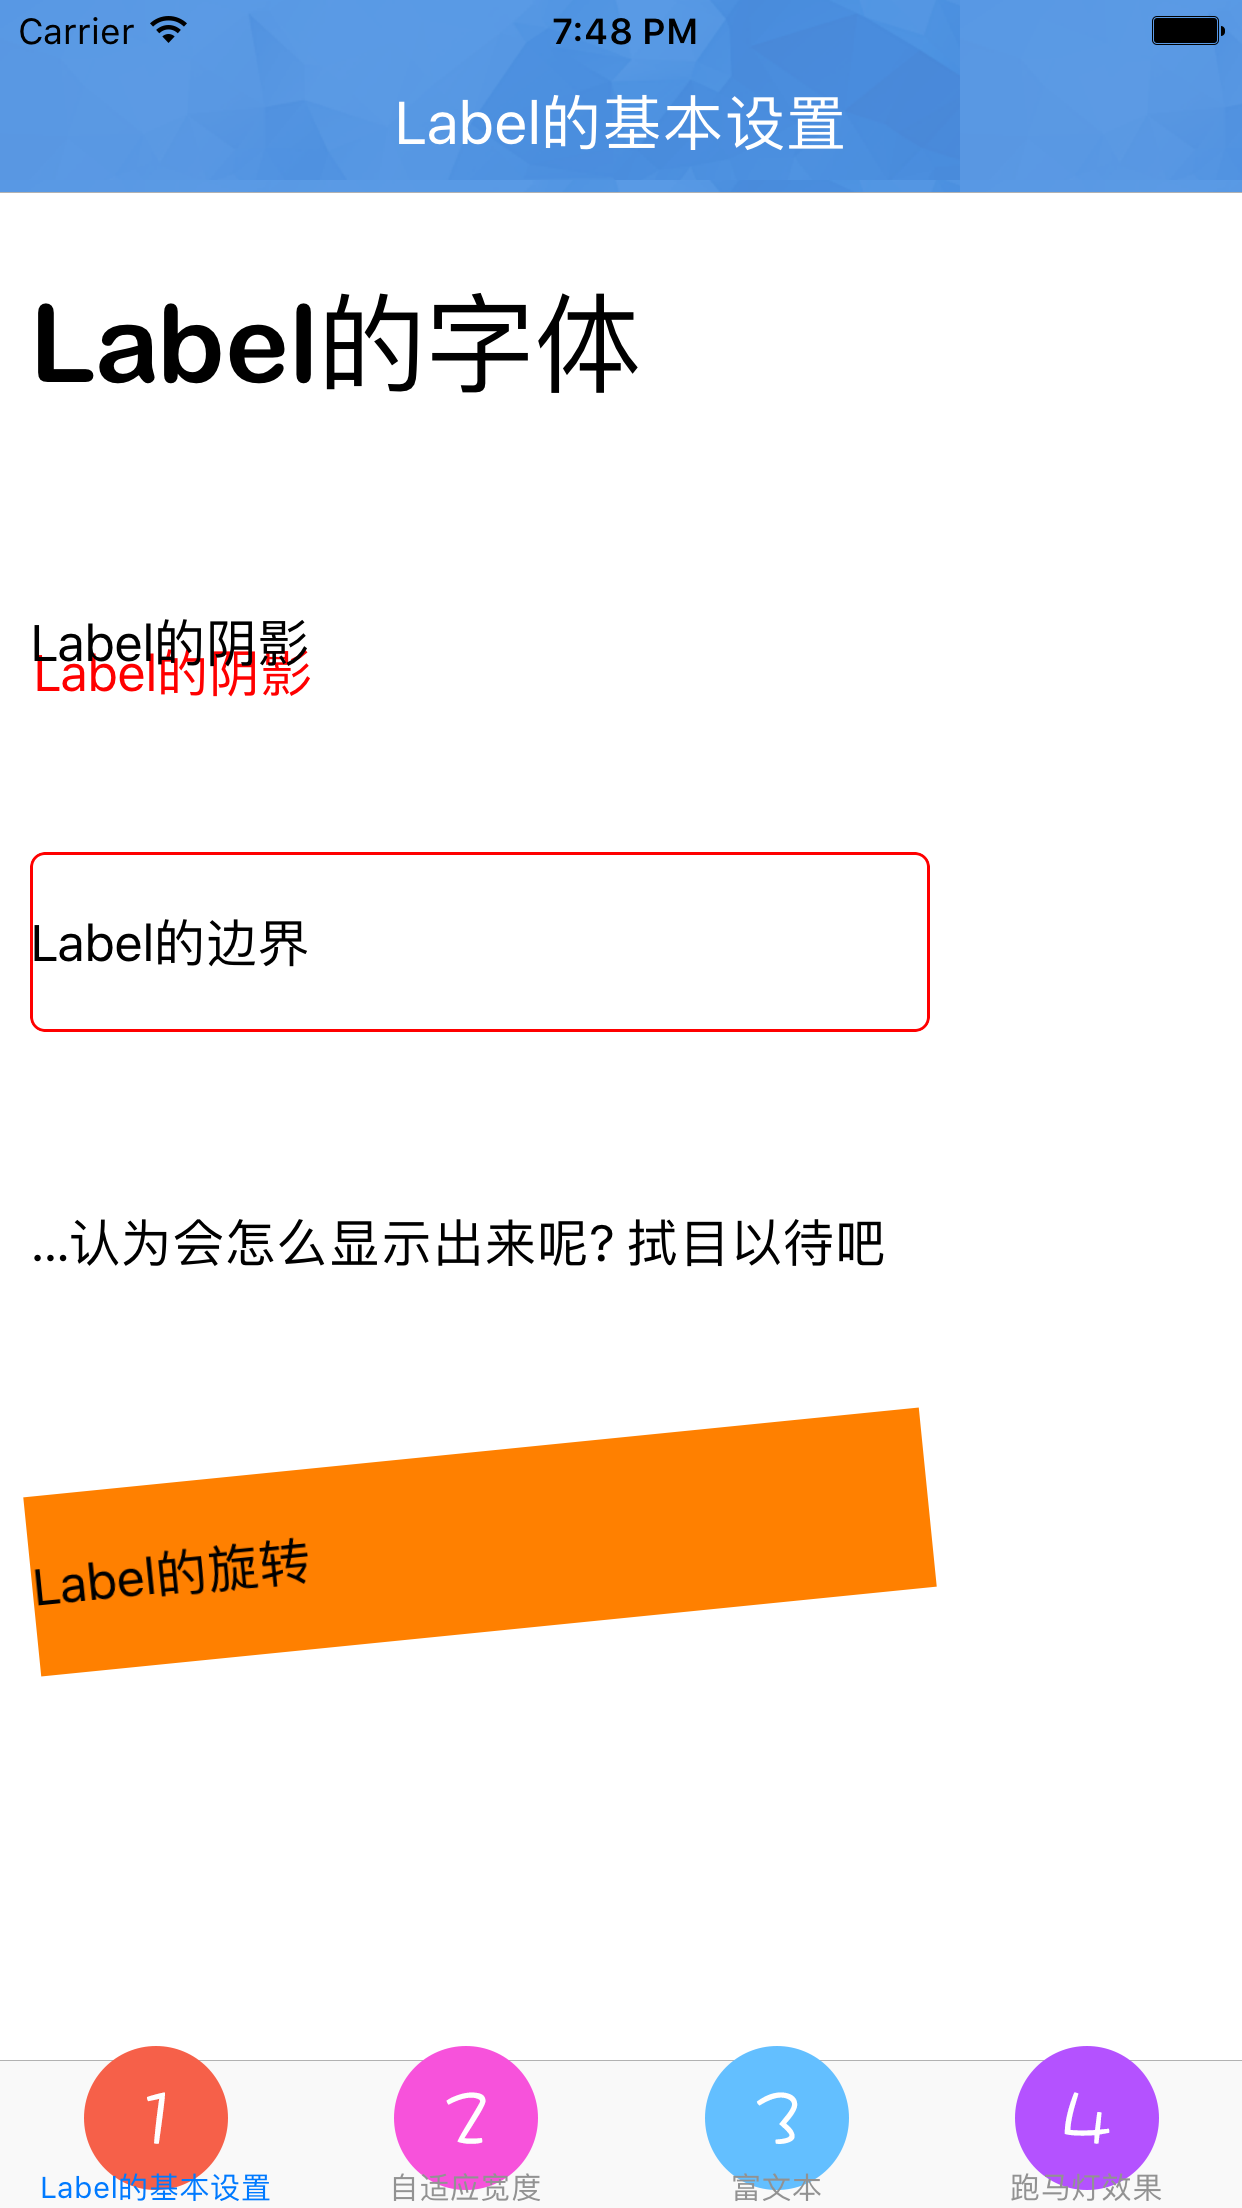 Carrier 7:48 PM
Label的基本设置
Label的字体
Label的阴影
Label的阴影
Label的边界
...认为会怎么显示出来呢? 拭目以待吧
Label的旋转
1 2 3 4
Label的基本设置 自适应宽度 富文本 跑马灯效果